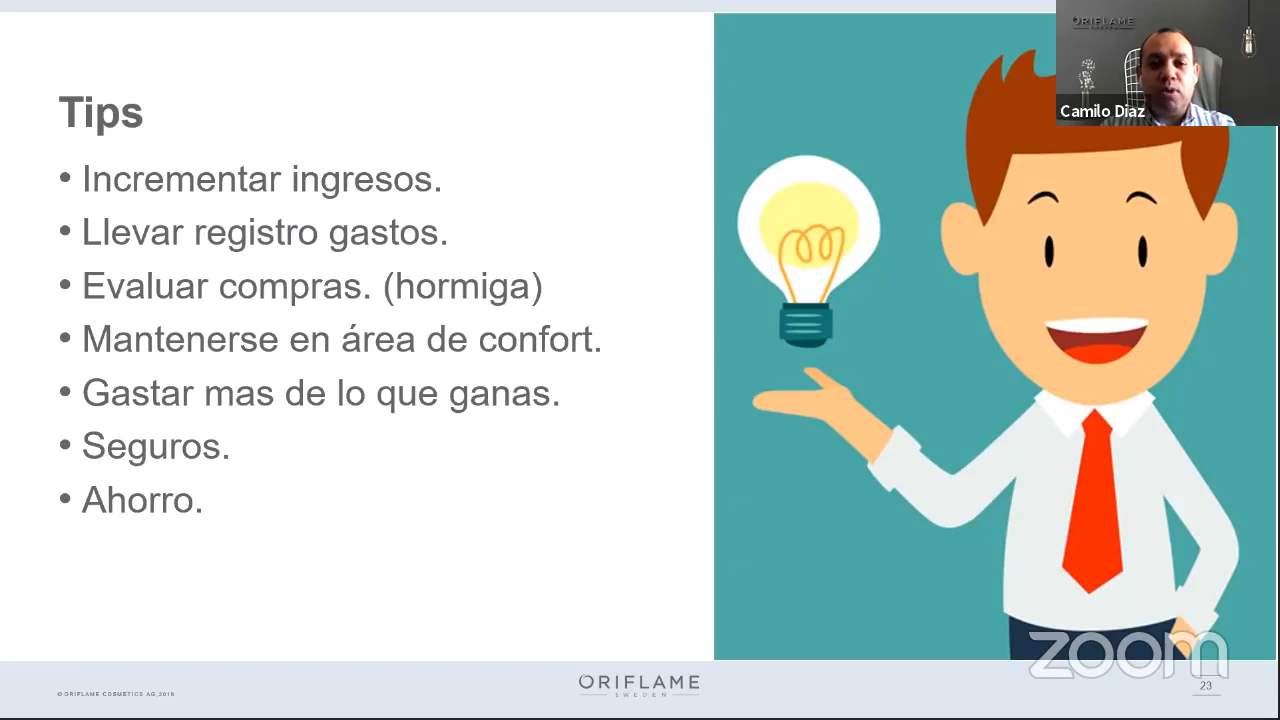 ORIFLAME
Camilo Diaz
Tips
• Incrementar ingresos.
• Llevar registro gastos.
• Evaluar compras. (hormiga)
• Mantenerse en área de confort.
• Gastar mas de lo que ganas.
• Seguros.
• Ahorro.
zoom
©ORIFLAME COSMETICS AG,2018
ORIFLAME
SWEDEN
23